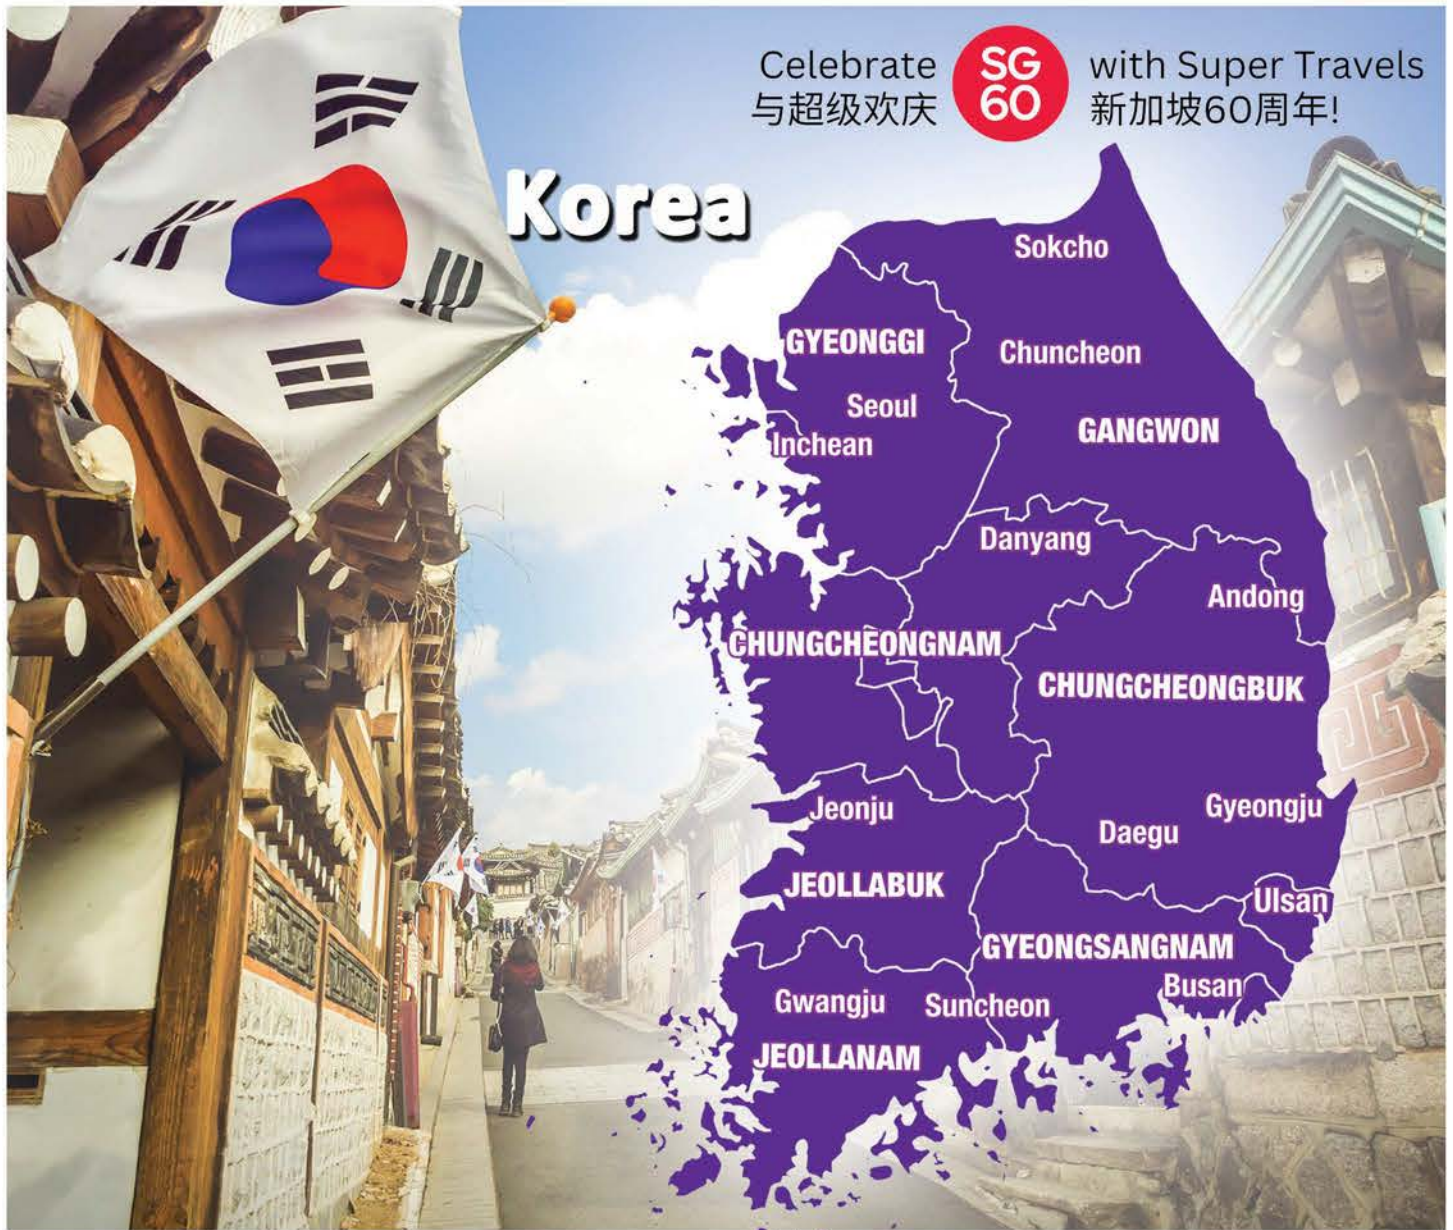 Celebrate
与超级欢庆
SG
60
with Super Travels
新加坡60周年!
Korea
Sokcho
GYEONGGI
Chuncheon
Seoul
GANGWON
Inchean
Danyang
Andong
CHUNGCHEONGNAM
CHUNGCHEONGBUK
Jeonju
Gyeongju
Daegu
JEOLLABUK
Ulsan
GYEONGSANGNAM
Busan
Gwangju
Suncheon
JEOLLANAM